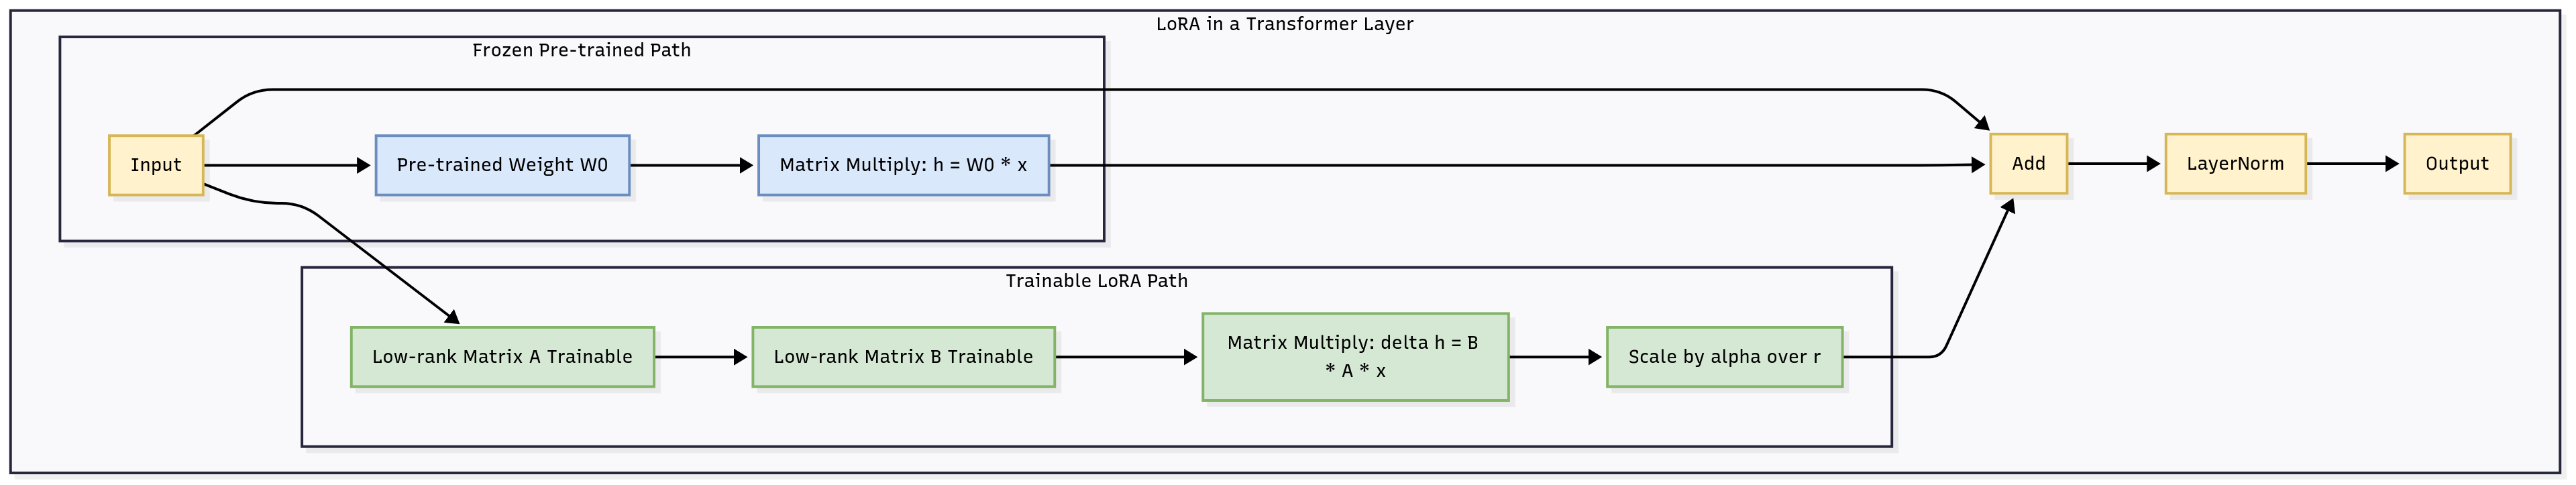 LoRA in a Transformer Layer
Frozen Pre-trained Path
Input
Pre-trained Weight W0
Matrix Multiply: h = W0 * x
Add
LayerNorm
Output
Trainable LoRA Path
Low-rank Matrix A Trainable
Low-rank Matrix B Trainable
Matrix Multiply: delta h = B
* A * x
Scale by alpha over r